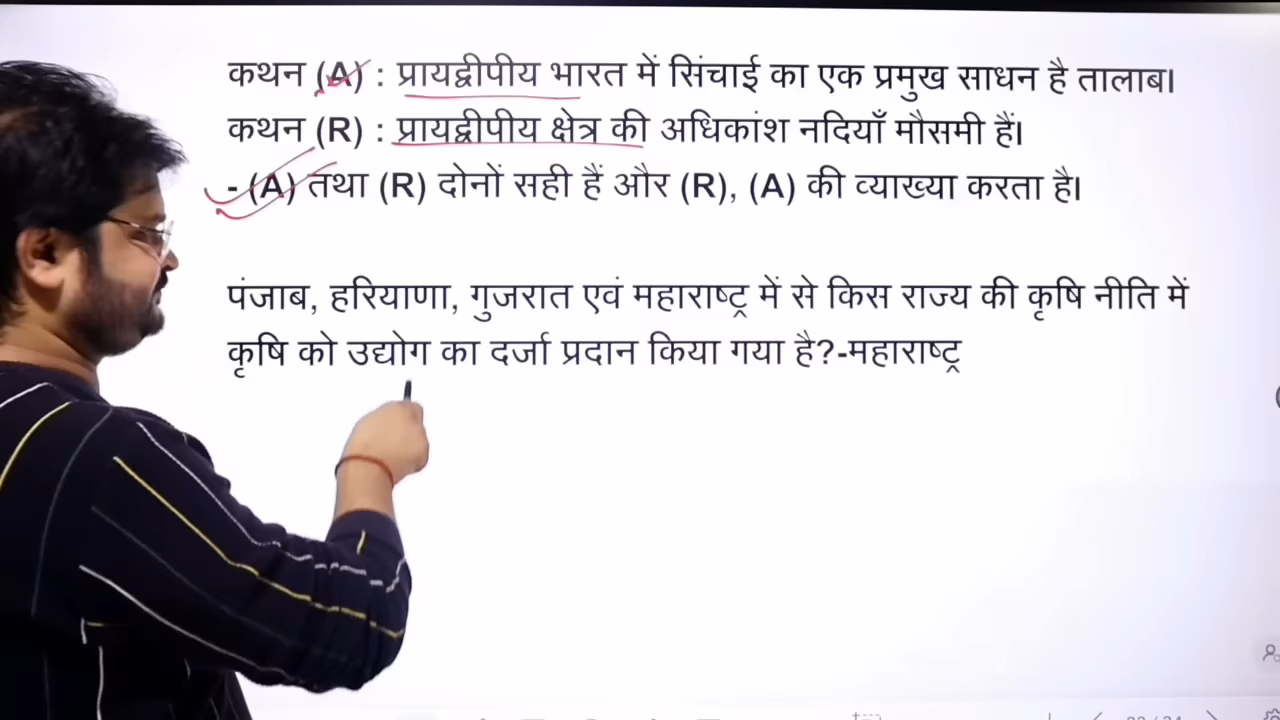 कथन (A) : प्रायद्वीपीय भारत में सिंचाई का एक प्रमुख साधन है तालाब।
कथन (R) : प्रायद्वीपीय क्षेत्र की अधिकांश नदियाँ मौसमी हैं।
- (A) तथा (R) दोनों सही हैं और (R), (A) की व्याख्या करता है।
पंजाब, हरियाणा, गुजरात एवं महाराष्ट्र में से किस राज्य की कृषि नीति में
कृषि को उद्योग का दर्जा प्रदान किया गया है?-महाराष्ट्र